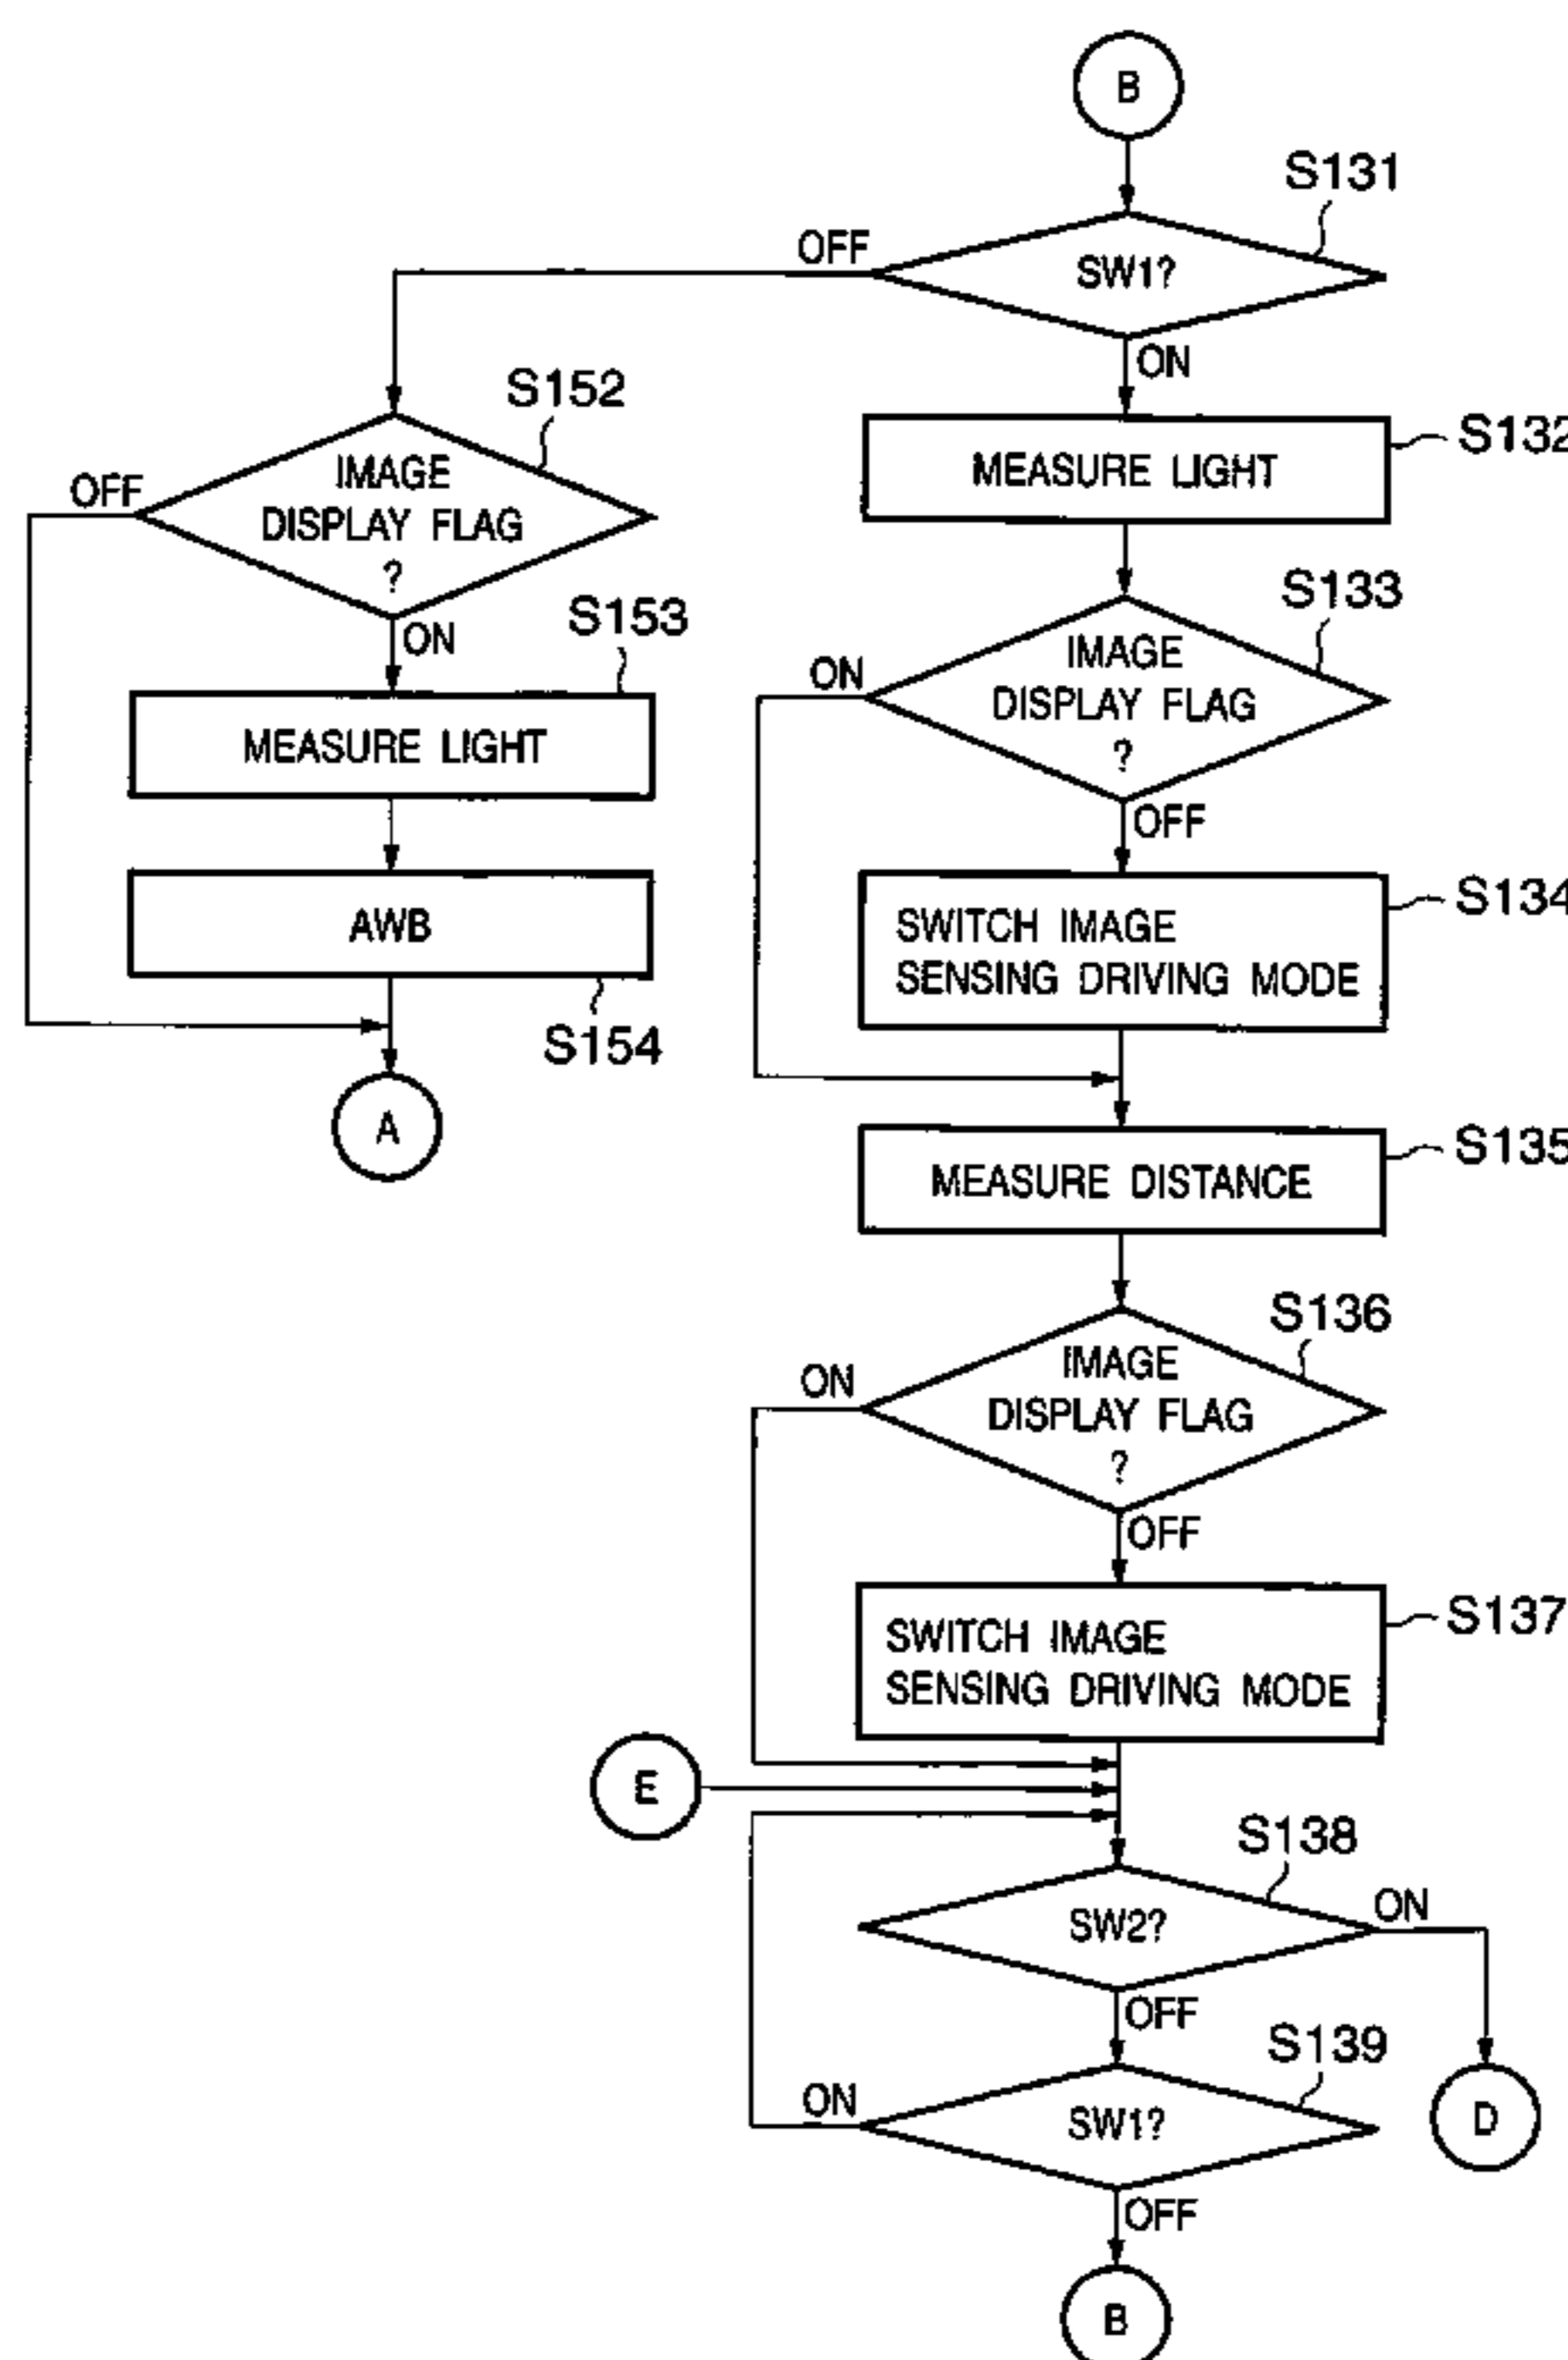 B
S131
OFF
SW1?
ON
S152
S132
IMAGE
DISPLAY FLAG
?
OFF
MEASURE LIGHT
S133
S153
ON
IMAGE
DISPLAY FLAG
?
ON
MEASURE LIGHT
OFF
S134
AWB
SWITCH IMAGE
SENSING DRIVING MODE
S154
A
S135
MEASURE DISTANCE
S136
ON
IMAGE
DISPLAY FLAG
?
OFF
S137
SWITCH IMAGE
SENSING DRIVING MODE
E
S138
SW2?
ON
OFF
S139
ON
SW1?
D
OFF
B